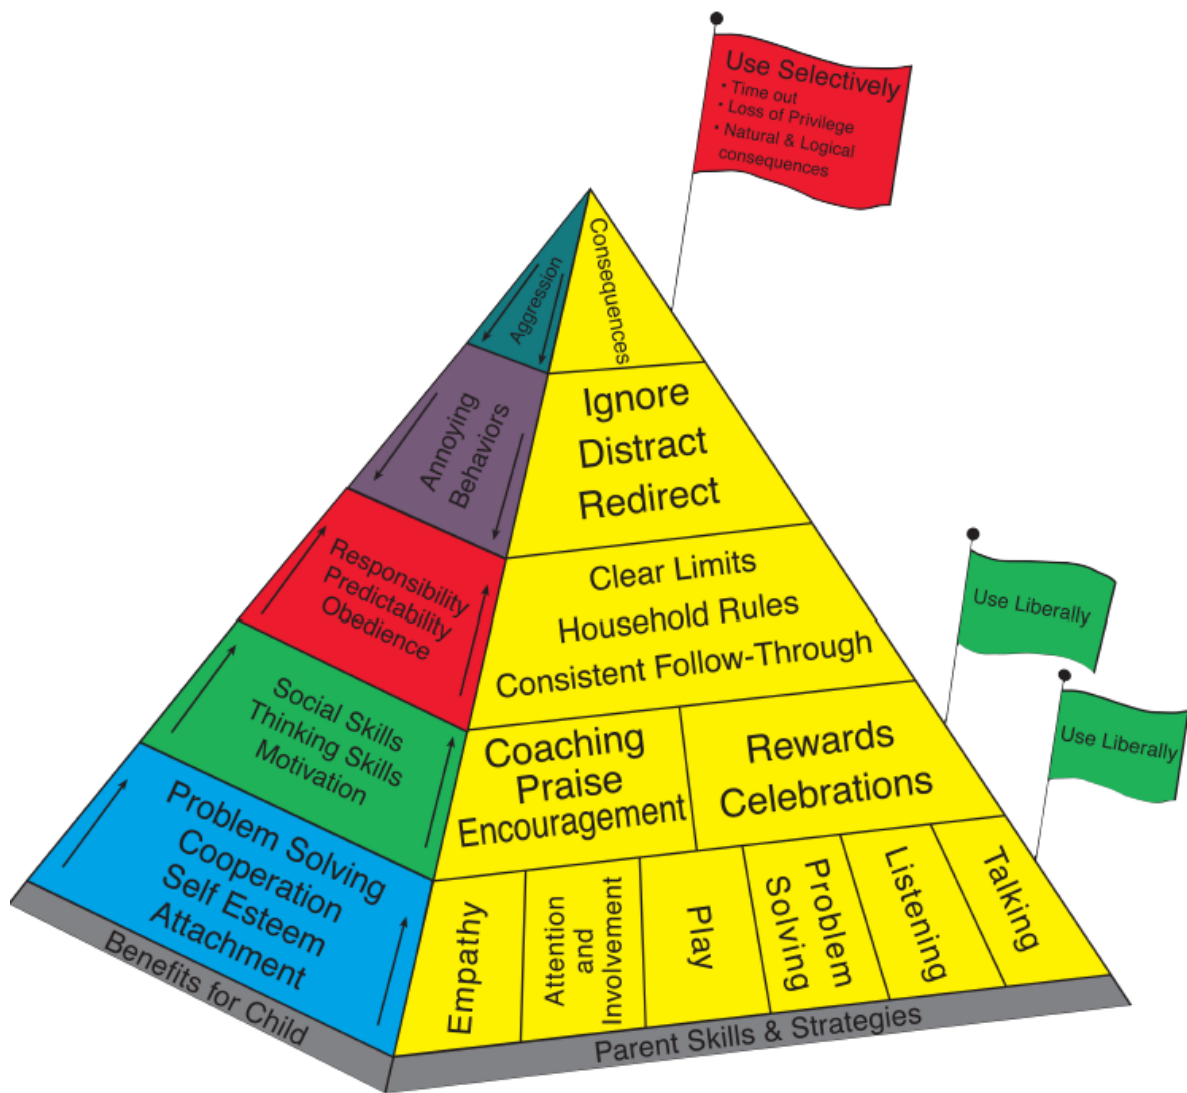 Use Selectively
• Time out
• Loss of Privilege
• Natural & Logical
consequences
Aggression
Consequences
Annoying
Behaviors
Ignore
Distract
Redirect
Responsibility
Predictability
Obedience
Clear Limits
Household Rules
Consistent Follow-Through
Use Liberally
Social Skills
Thinking Skills
Motivation
Coaching
Praise
Encouragement
Rewards
Celebrations
Use Liberally
Problem Solving
Cooperation
Self Esteem
Attachment
Empathy
Attention
and
Involvement
Play
Problem
Solving
Listening
Talking
Benefits for Child
Parent Skills & Strategies